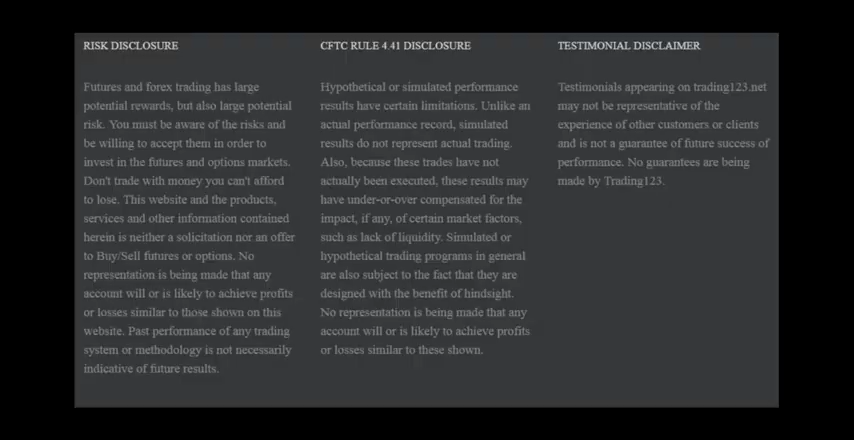 RISK DISCLOSURE
Futures and forex trading has large
potential rewards, but also large potential
risk. You must be aware of the risks and
be willing to accept them in order to
invest in the futures and options markets.
Don't trade with money you can't afford
to lose. This website and the products,
services and other information contained
herein is neither a solicitation nor an offer
to Buy/Sell futures or options. No
representation is being made that any
account will or is likely to achieve profits
or losses similar to those shown on this
website. Past performance of any trading
system or methodology is not necessarily
indicative of future results.
CFTC RULE 4.41 DISCLOSURE
Hypothetical or simulated performance
results have certain limitations. Unlike an
actual performance record, simulated
results do not represent actual trading.
Also, because these trades have not
actually been executed, these results may
have under-or-over compensated for the
impact, if any, of certain market factors,
such as lack of liquidity. Simulated or
hypothetical trading programs in general
are also subject to the fact that they are
designed with the benefit of hindsight.
No representation is being made that any
account will or is likely to achieve profits
or losses similar to these shown.
TESTIMONIAL DISCLAIMER
Testimonials appearing on trading123.net
may not be representative of the
experience of other customers or clients
and is not a guarantee of future success of
performance. No guarantees are being
made by Trading123.